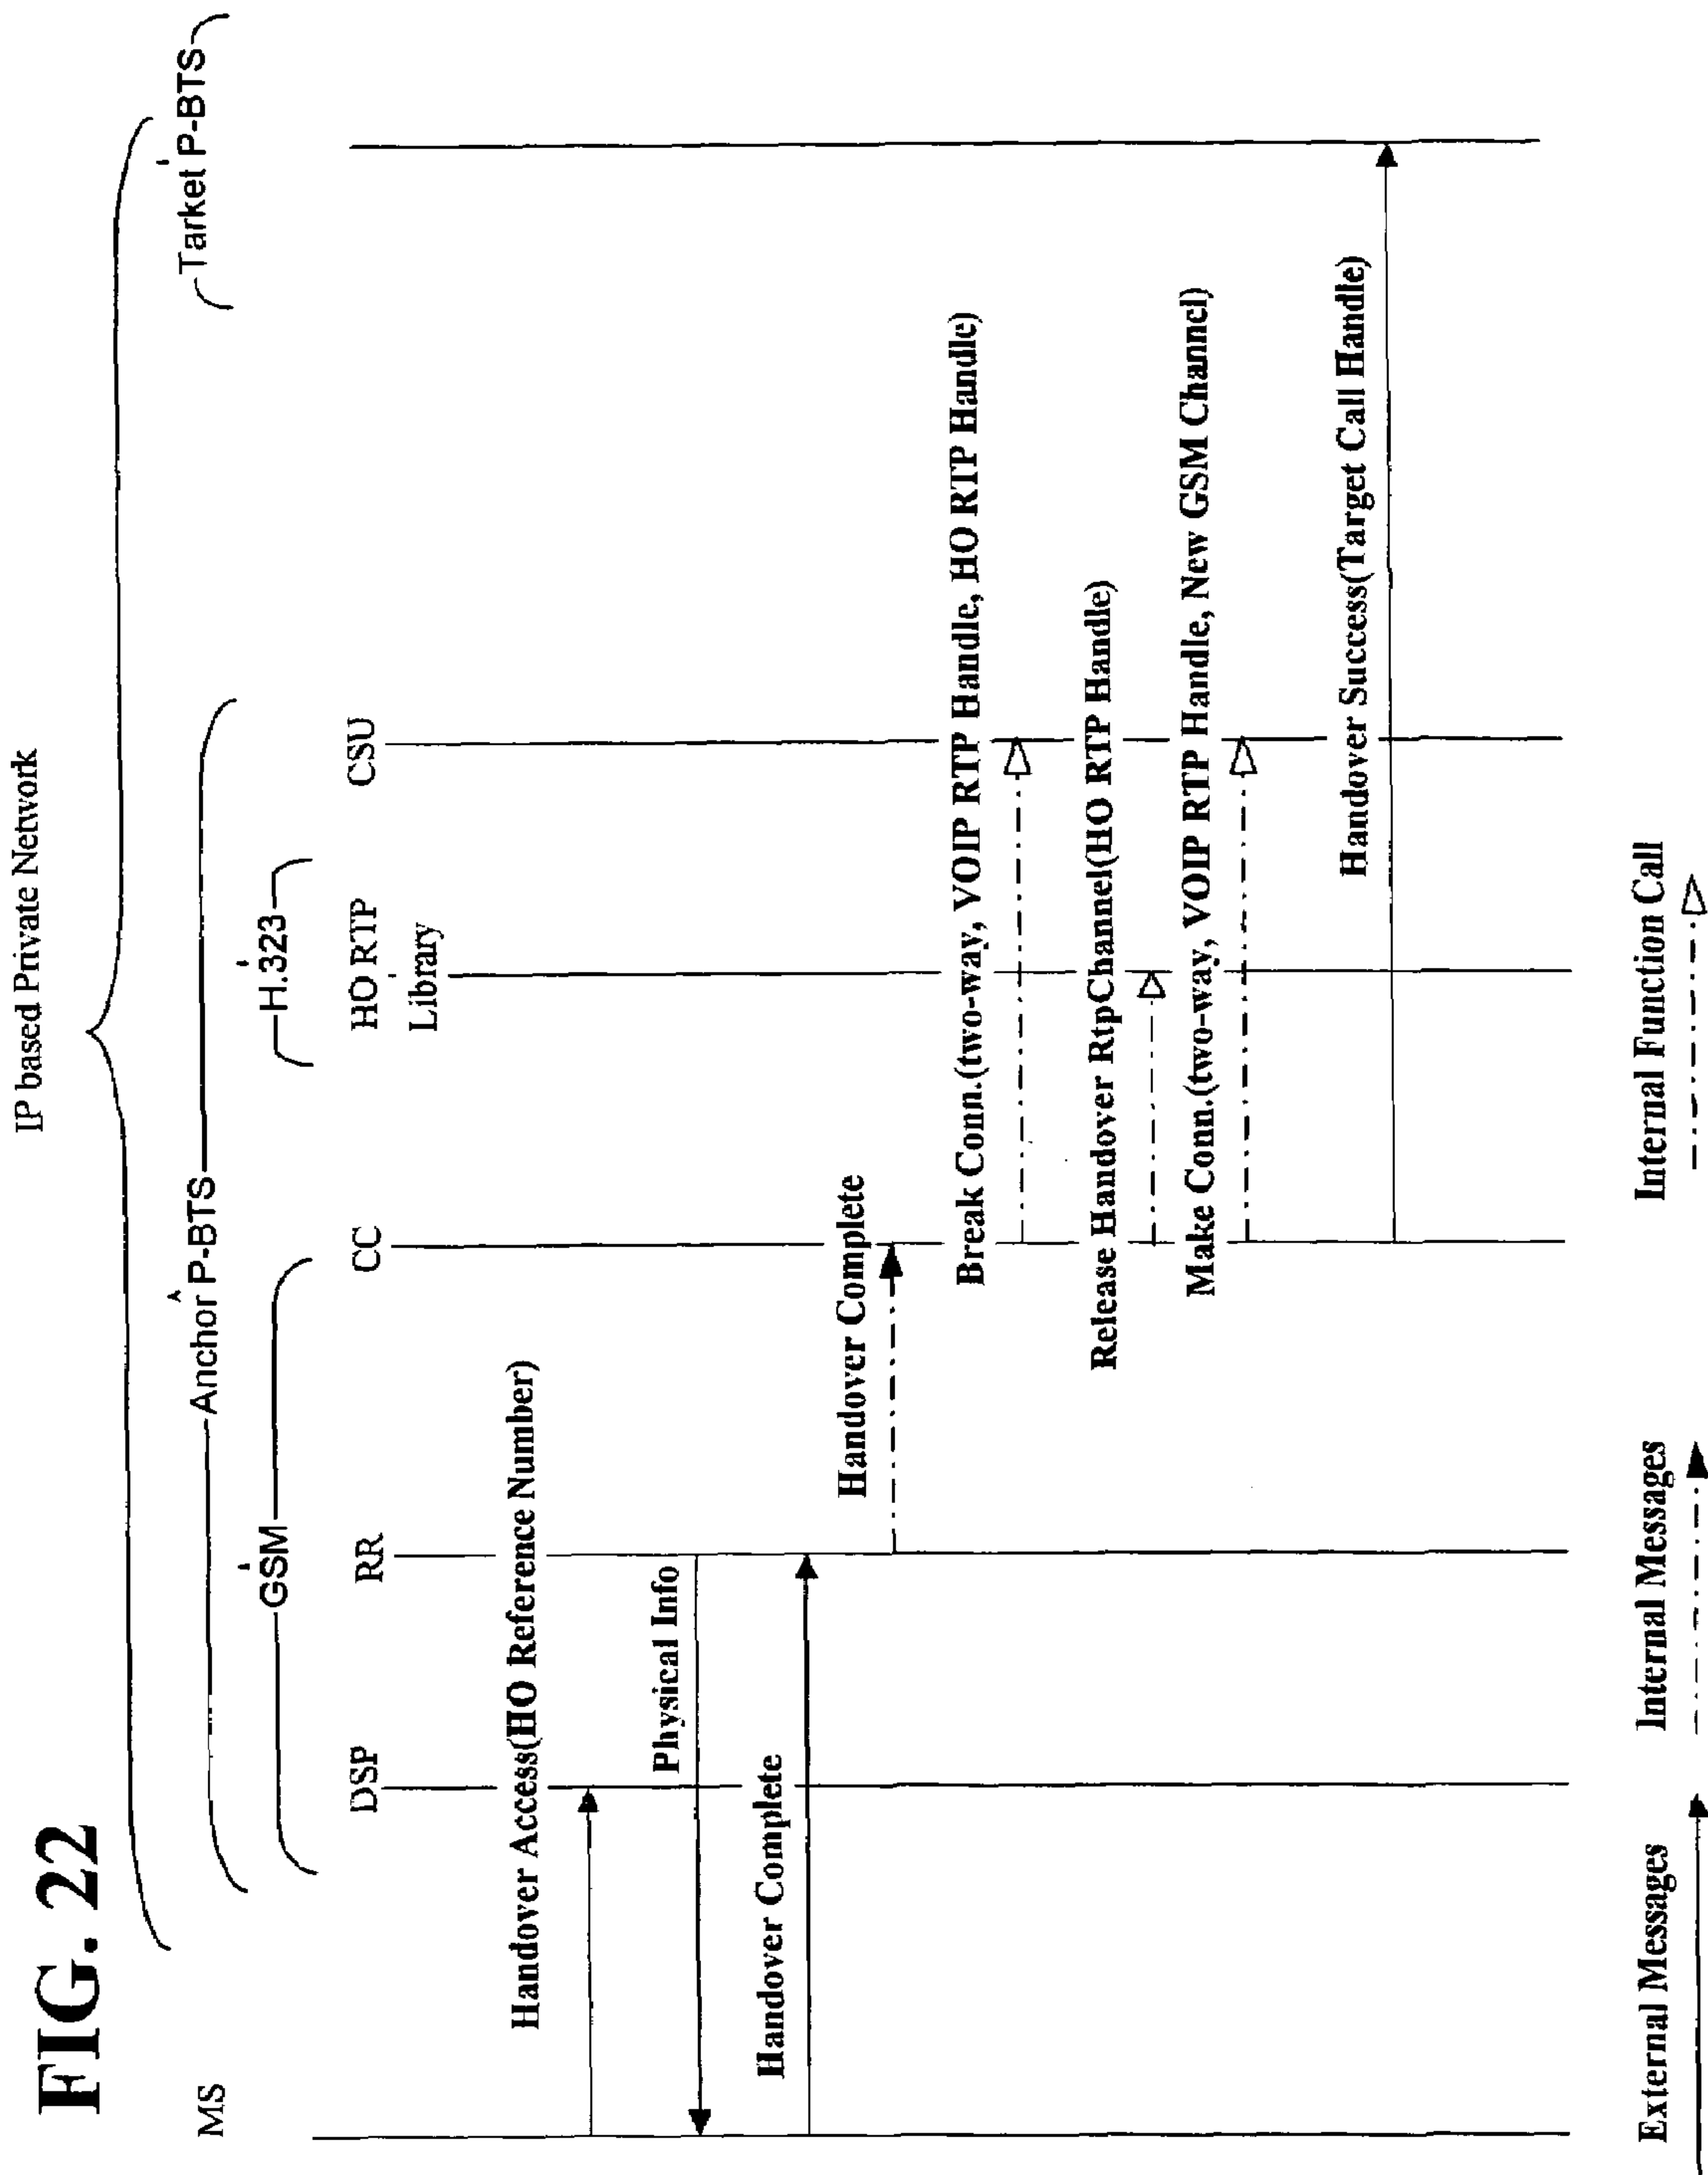 FIG. 22
IP based Private Network
MS
Anchor P-BTS
Tarket P-BTS
GSM
H.323
DSP
RR
CC
HO RTP
Library
CSU
Handover Access(HO Reference Number)
Physical Info
Handover Complete
Handover Complete
Break Conn.(two-way, VOIP RTP Handle, HO RTP Handle)
Release Handover RtpChannel(HO RTP Handle)
Make Conn.(two-way, VOIP RTP Handle, New GSM Channel)
Handover Success(Target Call Handle)
External Messages
Internal Messages
Internal Function Call